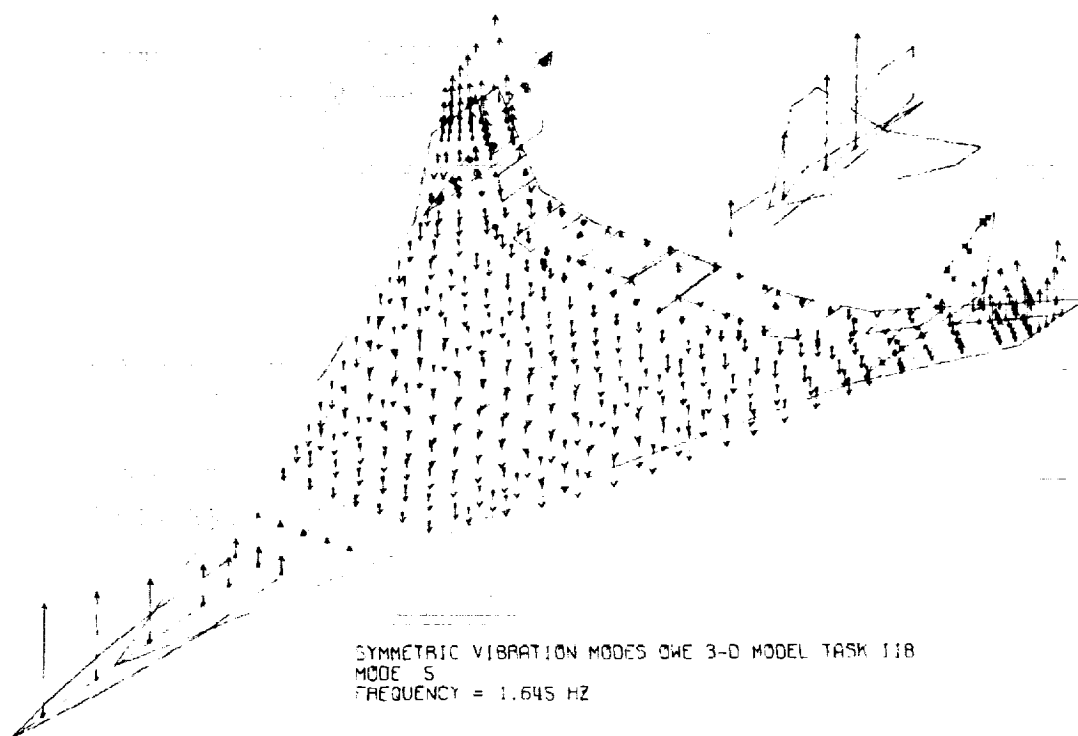 SYMMETRIC VIBRATION MODES OWE 3-D MODEL TASK IIB
MODE 5
FREQUENCY = 1.645 HZ